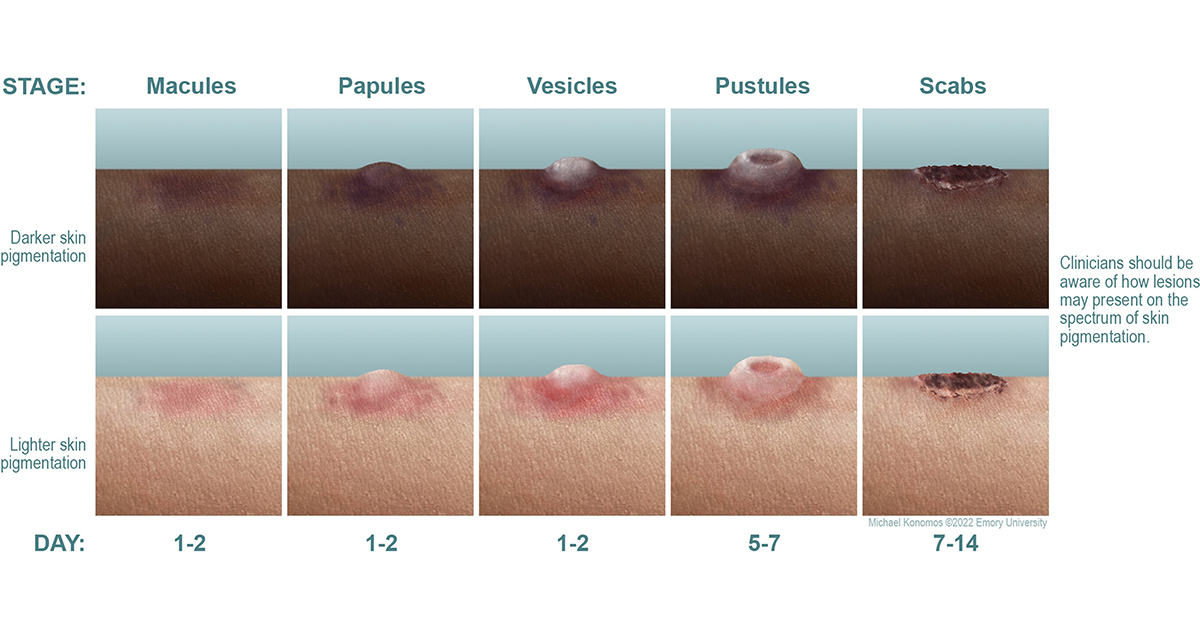 STAGE: Macules Papules Vesicles Pustules Scabs
Darker skin
pigmentation
Clinicians should be
aware of how lesions
may present on the
spectrum of skin
pigmentation.
Lighter skin
pigmentation
Michael Konomos ©2022 Emory University
DAY: 1-2 1-2 1-2 5-7 7-14